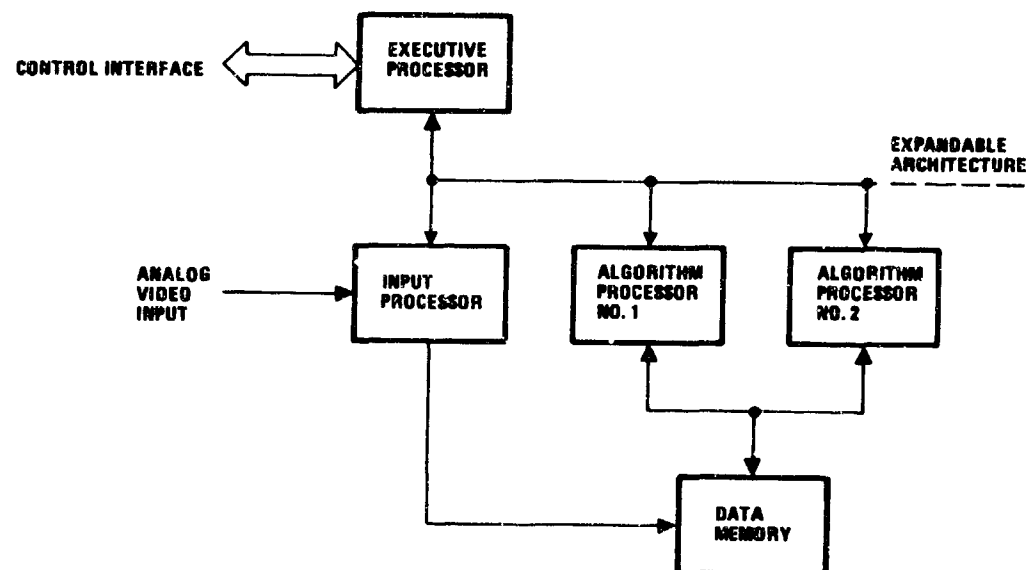 EXECUTIVE
PROCESSOR
CONTROL INTERFACE
EXPANDABLE
ARCHITECTURE
ANALOG
VIDEO
INPUT
INPUT
PROCESSOR
ALGORITHM
PROCESSOR
NO. 1
ALGORITHM
PROCESSOR
NO. 2
DATA
MEMORY